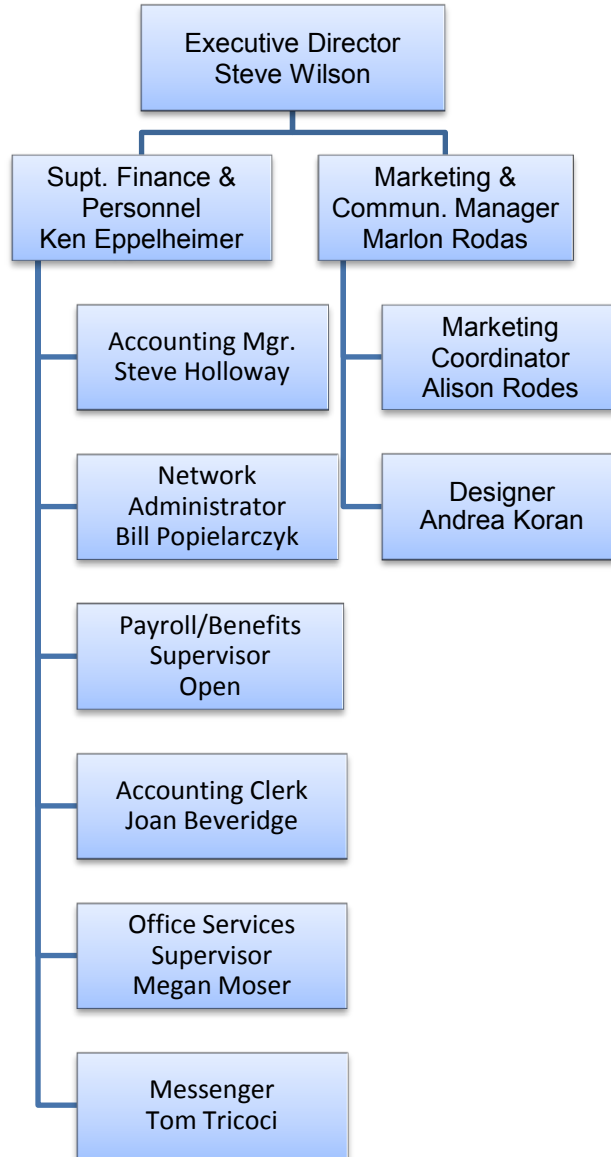 Executive Director
Steve Wilson
Supt. Finance &
Personnel
Ken Eppelheimer
Marketing &
Commun. Manager
Marlon Rodas
Accounting Mgr.
Steve Holloway
Network
Administrator
Bill Popielarczyk
Payroll/Benefits
Supervisor
Open
Accounting Clerk
Joan Beveridge
Office Services
Supervisor
Megan Moser
Messenger
Tom Tricoci
Marketing
Coordinator
Alison Rodes
Designer
Andrea Koran